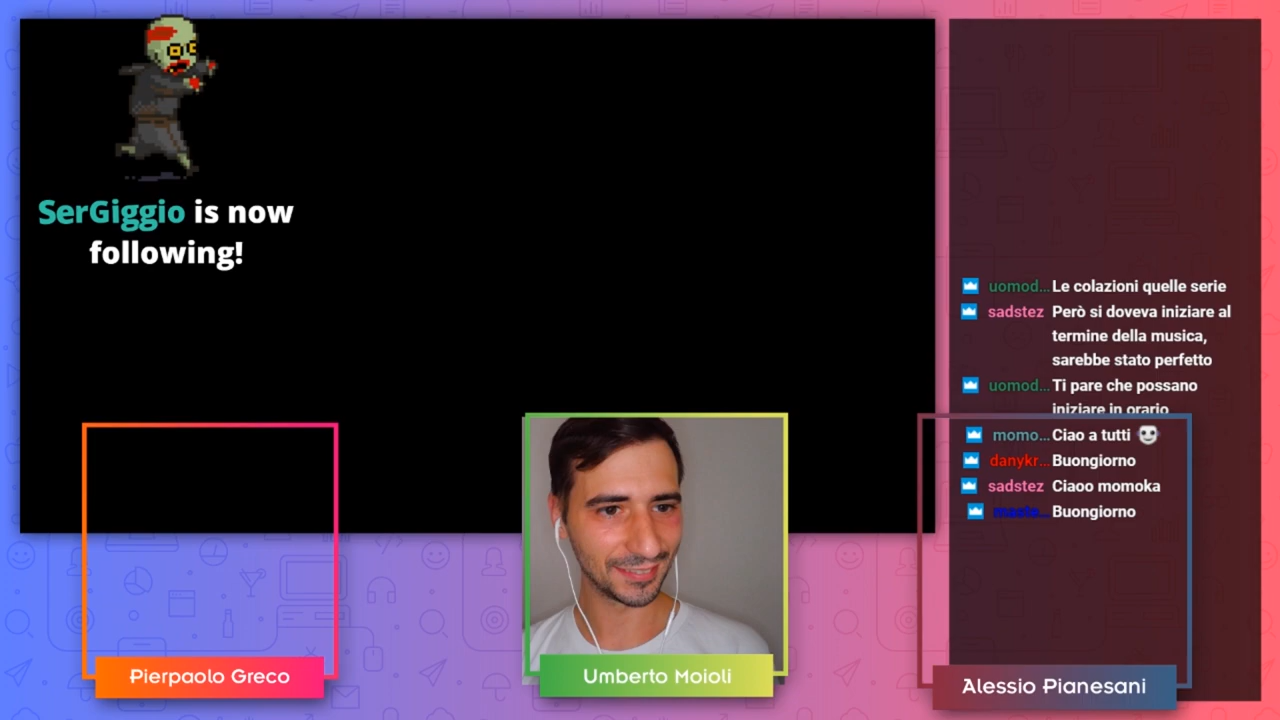 SerGiggio is now
following!
uomod... Le colazioni quelle serie
sadstez Però si doveva iniziare al
termine della musica,
sarebbe stato perfetto
uomod... Ti pare che possano
iniziare in orario
momo... Ciao a tutti
danykr... Buongiorno
sadstez Ciaoo momoka
Buongiorno
Pierpaolo Greco
Umberto Moioli
Alessio Pianesani